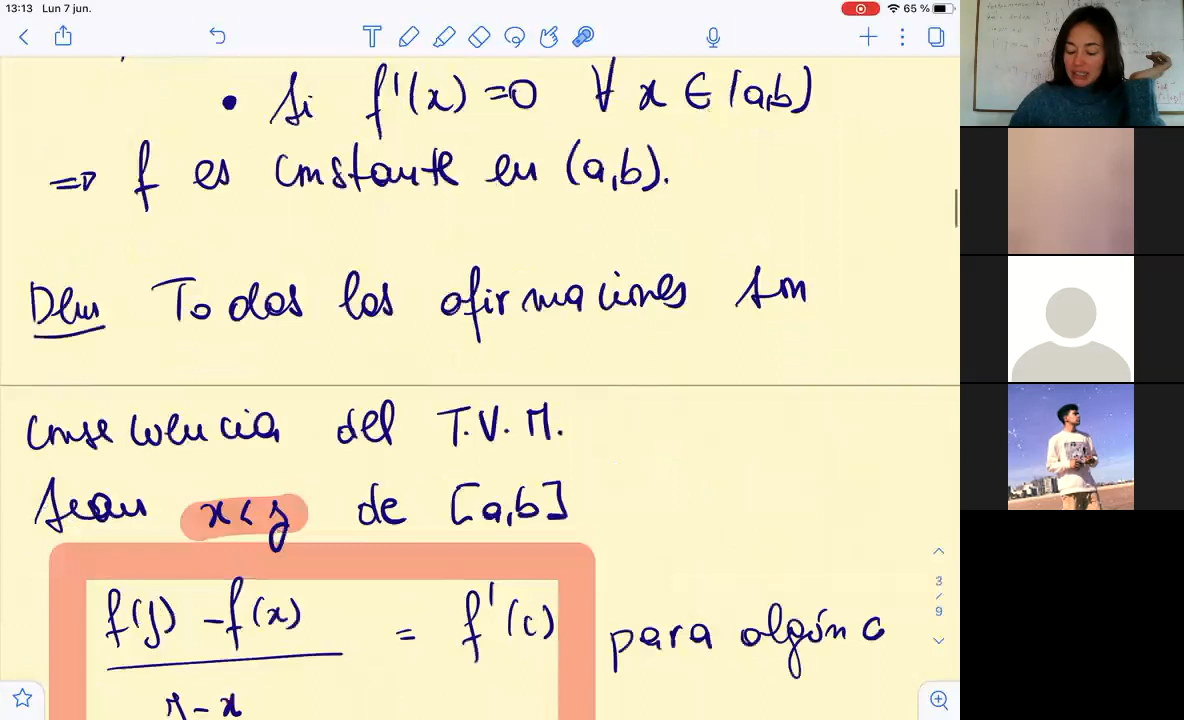 13:13 Lun 7 jun.
65 %
• Si f'(x) =0 ∀ x ∈ (a,b)
⇒ f es constante en (a,b).
Dem Todas las afirmaciones son
consecuencia del T.V.M.
Sean x < y de [a,b]
f(y) - f(x)
= f'(c) para algún c
y - x
3
/
9